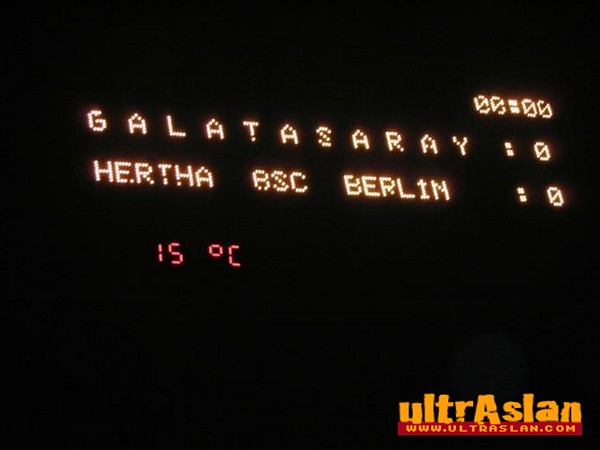 00:00
GALATASARAY : 0
HERTHA BSC BERLIN : 0
15 °C
ultrAslan
WWW.ULTRASLAN.COM